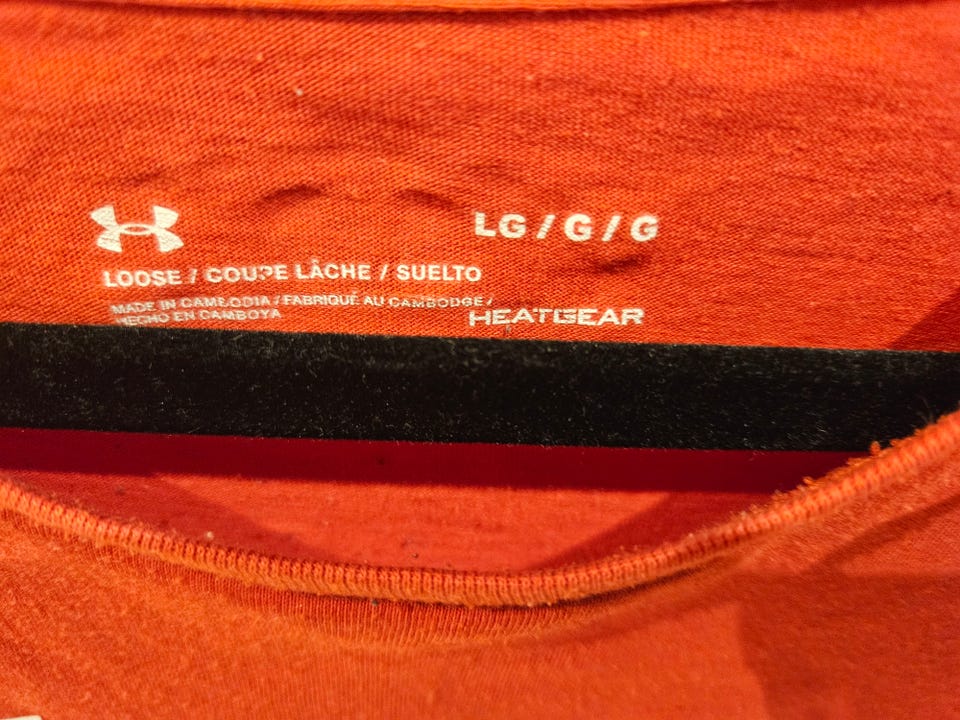 LG / G / G
LOOSE / COUPE LÂCHE / SUELTO
MADE IN CAMBODIA / FABRIQUÉ AU CAMBODGE /
HECHO EN CAMBOYA
HEATGEAR